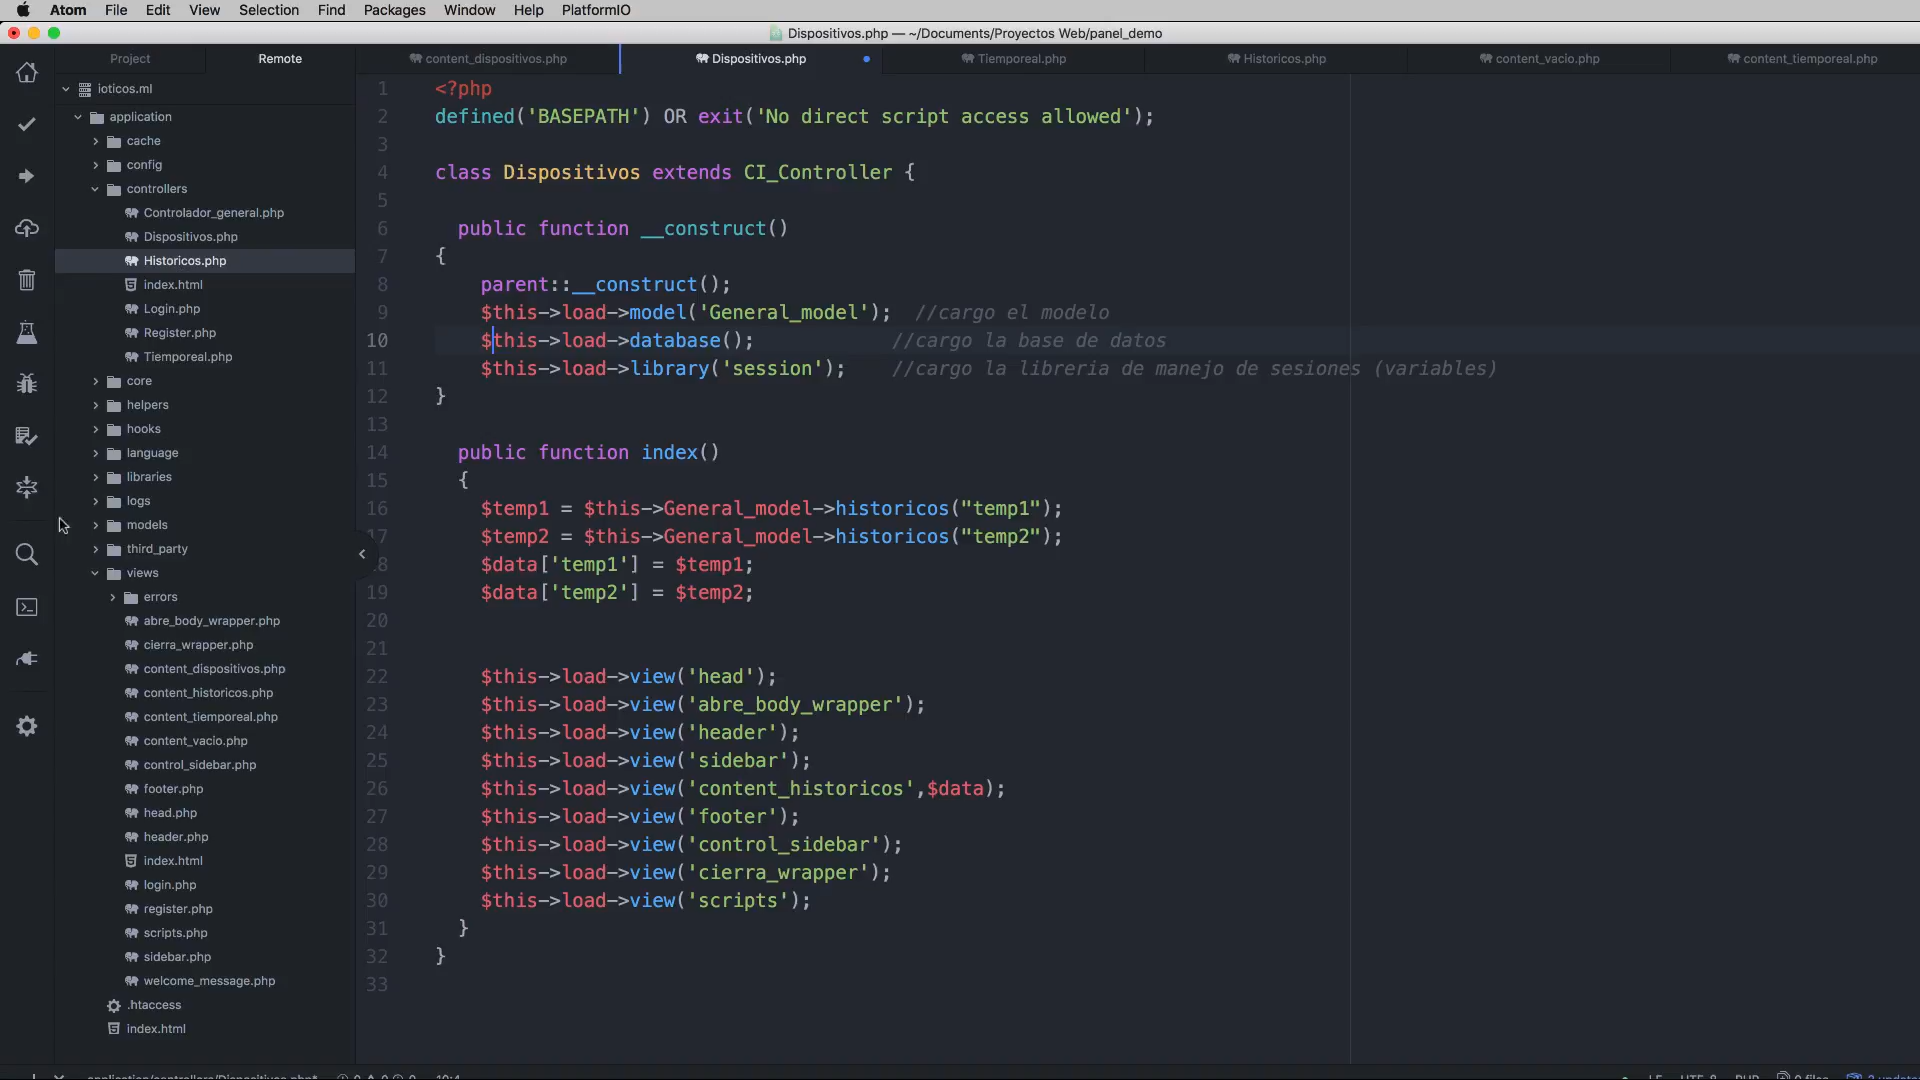 Atom File Edit View Selection Find Packages Window Help PlatformIO
Dispositivos.php — ~/Documents/Proyectos Web/panel_demo
Project Remote content_dispositivos.php Dispositivos.php Tiemporeal.php Historicos.php content_vacio.php content_tiemporeal.php
ioticos.ml
application
cache
config
controllers
Controlador_general.php
Dispositivos.php
Historicos.php
index.html
Login.php
Register.php
Tiemporeal.php
core
helpers
hooks
language
libraries
logs
models
third_party
views
errors
abre_body_wrapper.php
cierra_wrapper.php
content_dispositivos.php
content_historicos.php
content_tiemporeal.php
content_vacio.php
control_sidebar.php
footer.php
head.php
header.php
index.html
login.php
register.php
scripts.php
sidebar.php
welcome_message.php
.htaccess
index.html
1 <?php
2 defined('BASEPATH') OR exit('No direct script access allowed');
3
4 class Dispositivos extends CI_Controller {
5
6 public function __construct()
7 {
8 parent::__construct();
9 $this->load->model('General_model'); //cargo el modelo
10 $this->load->database(); //cargo la base de datos
11 $this->load->library('session'); //cargo la libreria de manejo de sesiones (variables)
12 }
13
14 public function index()
15 {
16 $temp1 = $this->General_model->historicos("temp1");
17 $temp2 = $this->General_model->historicos("temp2");
18 $data['temp1'] = $temp1;
19 $data['temp2'] = $temp2;
20
21
22 $this->load->view('head');
23 $this->load->view('abre_body_wrapper');
24 $this->load->view('header');
25 $this->load->view('sidebar');
26 $this->load->view('content_historicos',$data);
27 $this->load->view('footer');
28 $this->load->view('control_sidebar');
29 $this->load->view('cierra_wrapper');
30 $this->load->view('scripts');
31 }
32 }
33
application/controllers/Dispositivos.php* 10:4 LF UTF-8 PHP 0 files